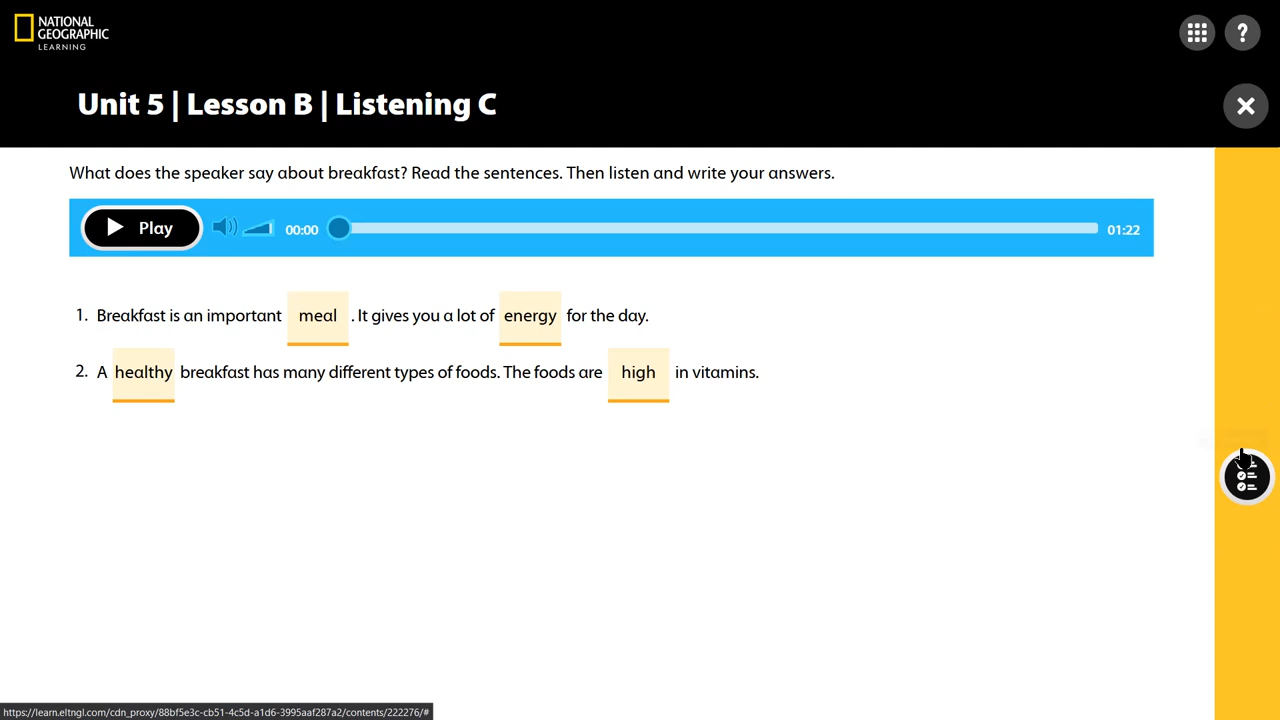 NATIONAL
GEOGRAPHIC
LEARNING
?
Unit 5 | Lesson B | Listening C
What does the speaker say about breakfast? Read the sentences. Then listen and write your answers.
Play 00:00 01:22
1. Breakfast is an important meal . It gives you a lot of energy for the day.
2. A healthy breakfast has many different types of foods. The foods are high in vitamins.
https://learn.eltngl.com/cdn_proxy/88bf5e3c-cb51-4c5d-a1d6-3995aaf287a2/contents/222276/#